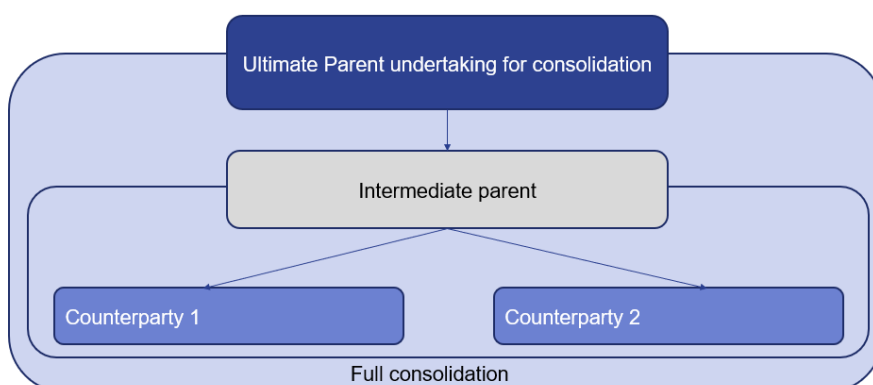 Ultimate Parent undertaking for consolidation
Intermediate parent
Counterparty 1
Counterparty 2
Full consolidation